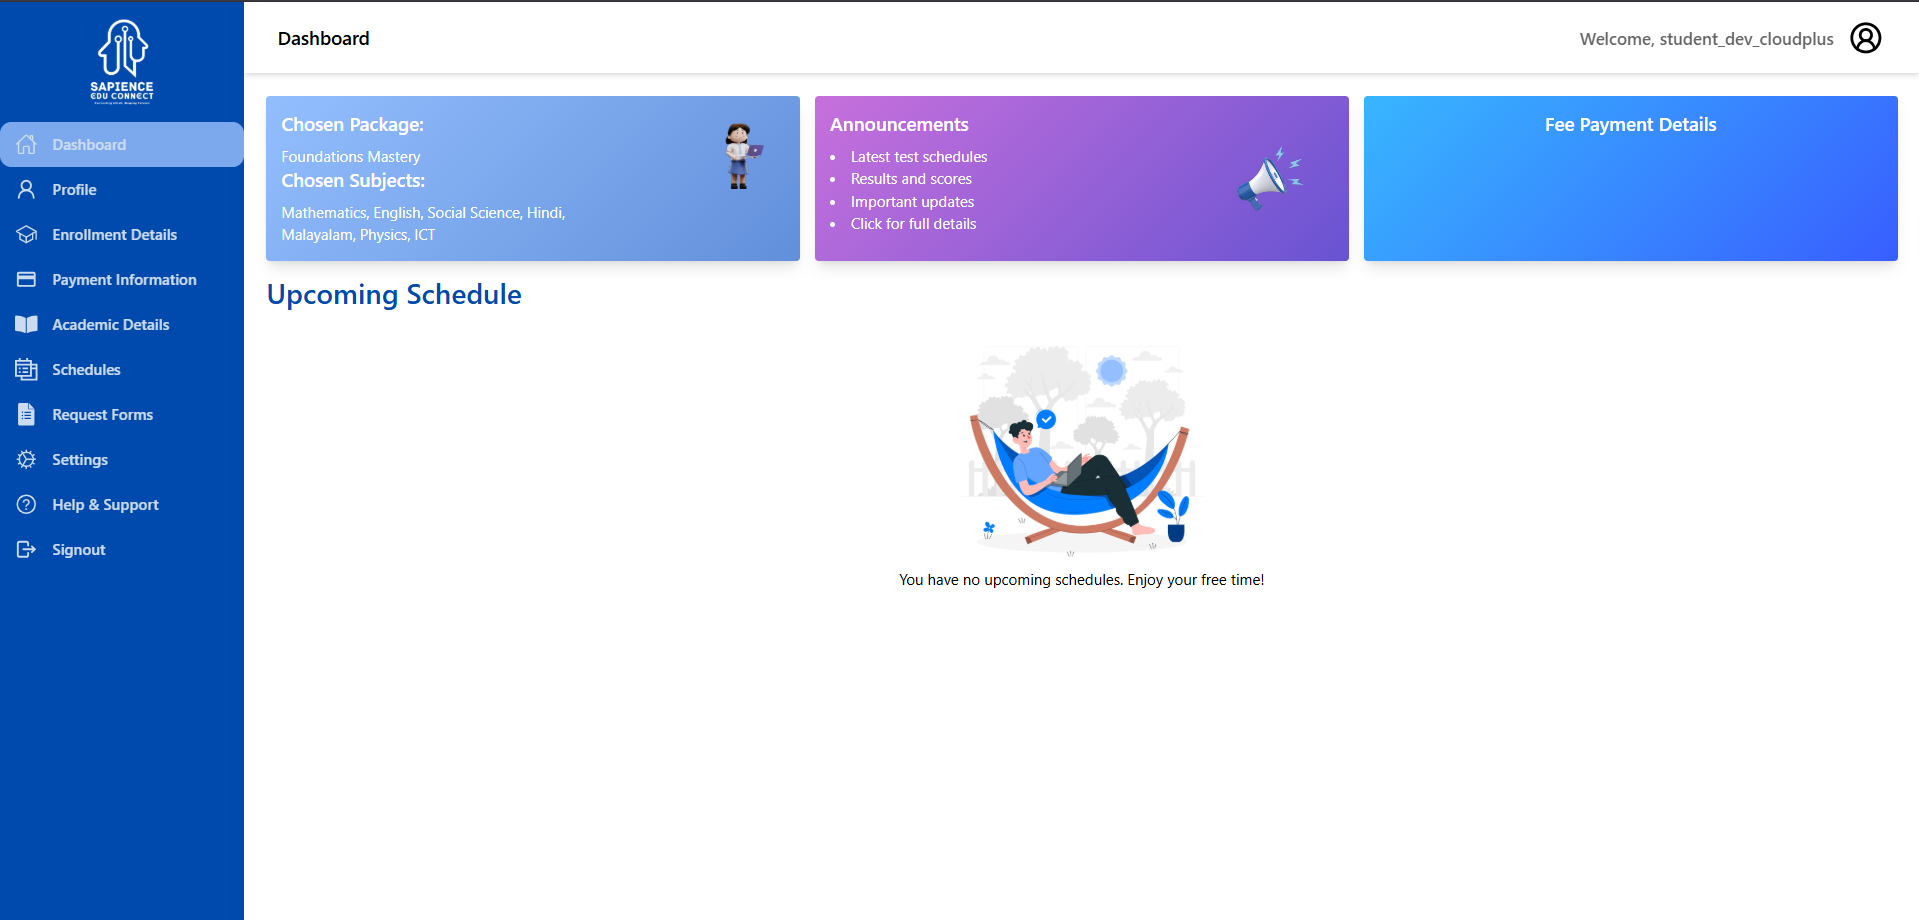 SAPIENCE
EDU CONNECT
Dashboard
Profile
Enrollment Details
Payment Information
Academic Details
Schedules
Request Forms
Settings
Help & Support
Signout
Dashboard
Welcome, student_dev_cloudplus
Chosen Package:
Foundations Mastery
Chosen Subjects:
Mathematics, English, Social Science, Hindi,
Malayalam, Physics, ICT
Announcements
• Latest test schedules
• Results and scores
• Important updates
• Click for full details
Fee Payment Details
Upcoming Schedule
You have no upcoming schedules. Enjoy your free time!